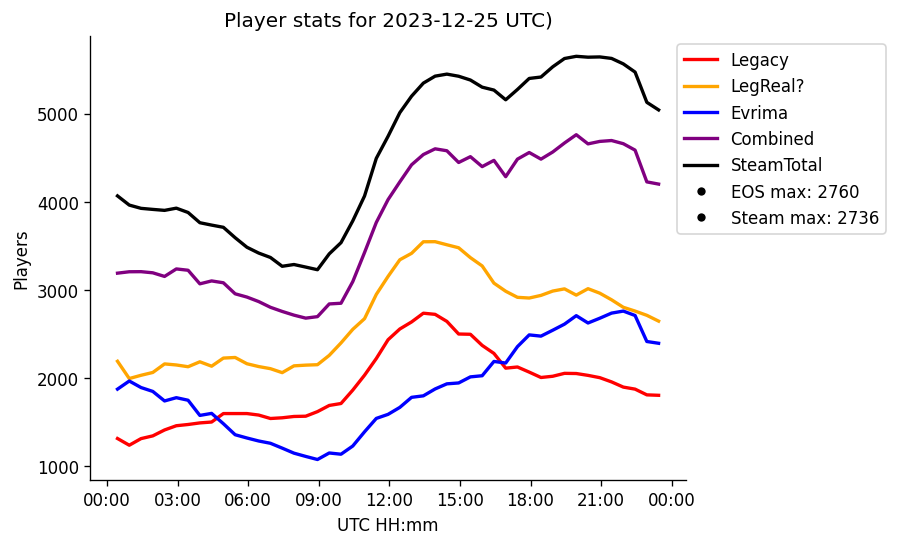 Player stats for 2023-12-25 UTC)
Legacy
LegReal?
Evrima
Combined
SteamTotal
EOS max: 2760
Steam max: 2736
Players
5000
4000
3000
2000
1000
00:00 03:00 06:00 09:00 12:00 15:00 18:00 21:00 00:00
UTC HH:mm